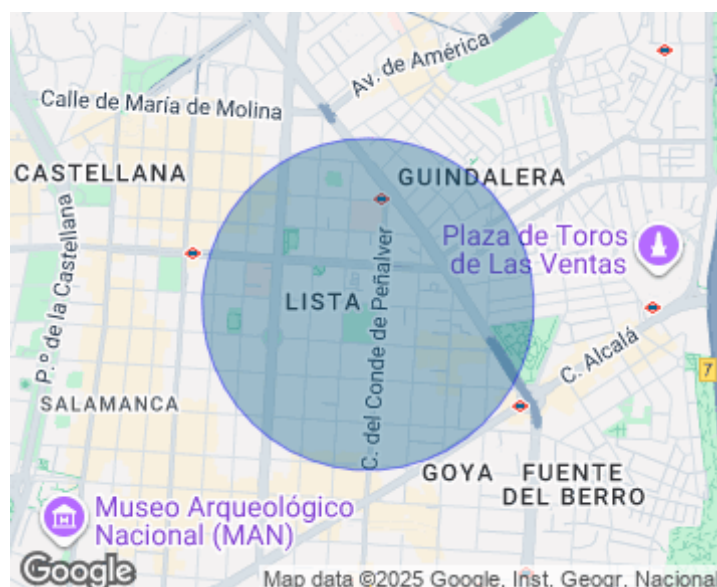 Av. de América
Calle de María de Molina
CASTELLANA
GUINDALERA
P.º de la Castellana
Plaza de Toros
de Las Ventas
C. del Conde de Peñalver
LISTA
C. Alcalá
7
SALAMANCA
GOYA
FUENTE
DEL BERRO
Museo Arqueológico
Nacional (MAN)
Google
Map data ©2025 Google, Inst. Geogr. Nacional